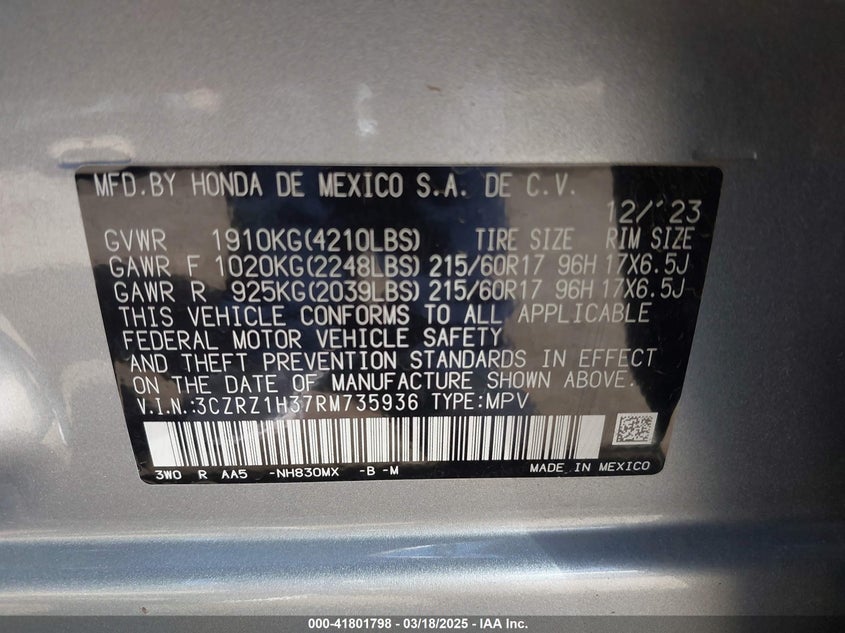 MFD.BY HONDA DE MEXICO S.A. DE C.V.
12/'23
GVWR 1910KG(4210LBS) TIRE SIZE RIM SIZE
GAWR F 1020KG(2248LBS) 215/60R17 96H 17X6.5J
GAWR R 925KG(2039LBS) 215/60R17 96H 17X6.5J
THIS VEHICLE CONFORMS TO ALL APPLICABLE
FEDERAL MOTOR VEHICLE SAFETY
AND THEFT PREVENTION STANDARDS IN EFFECT
ON THE DATE OF MANUFACTURE SHOWN ABOVE.
V.I.N.:3CZRZ1H37RM735936 TYPE:MPV
3W0 R AA5 -NH830MX -B -M MADE IN MEXICO
000-41801798 - 03/18/2025 - IAA Inc.